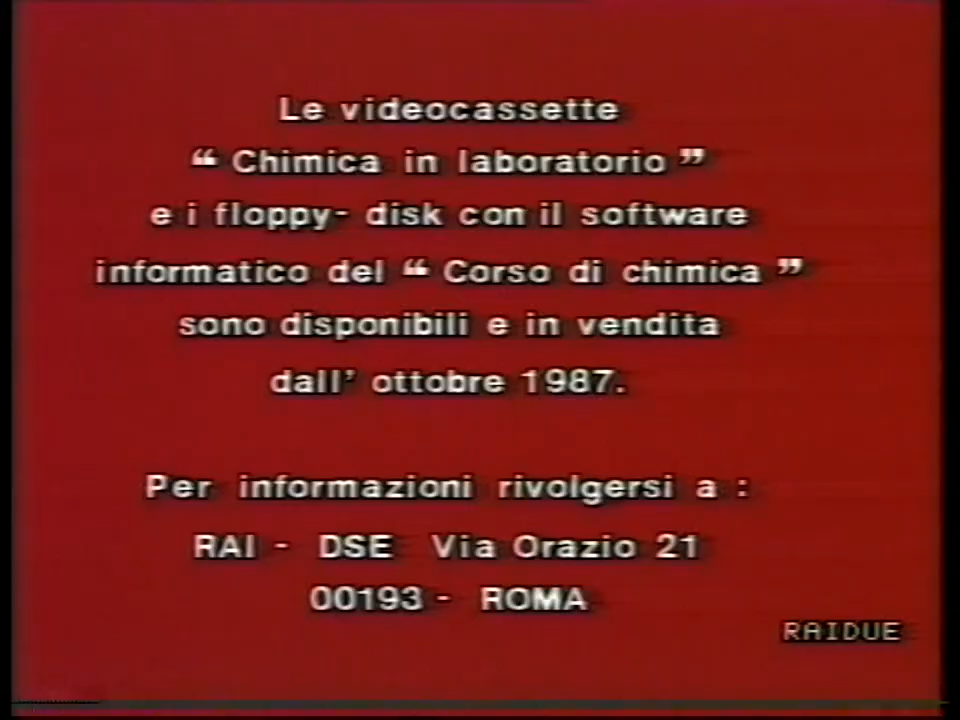 Le videocassette
“ Chimica in laboratorio ”
e i floppy- disk con il software
informatico del “ Corso di chimica ”
sono disponibili e in vendita
dall’ ottobre 1987.
Per informazioni rivolgersi a :
RAI - DSE Via Orazio 21
00193 - ROMA
RAIDUE